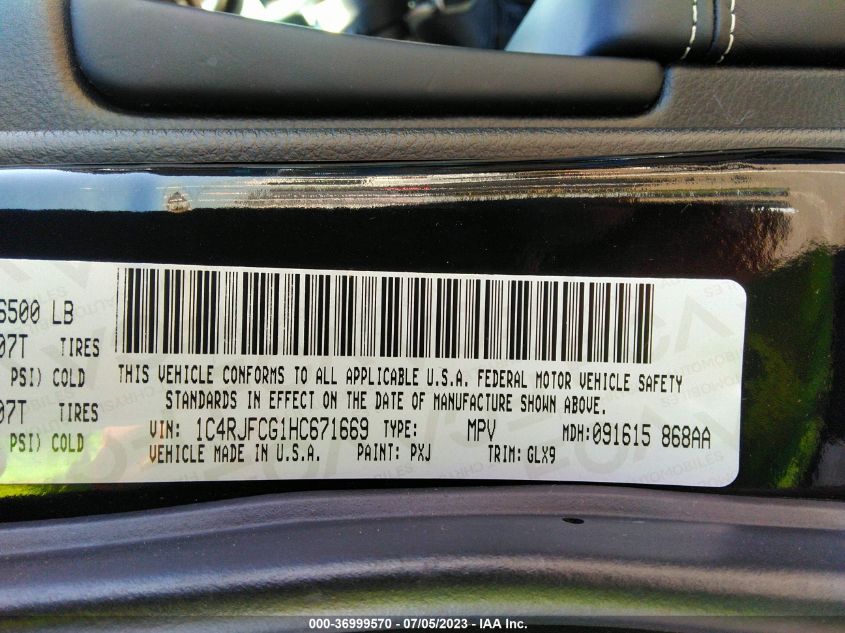 6500 LB
07T TIRES
PSI) COLD
07T TIRES
PSI) COLD
THIS VEHICLE CONFORMS TO ALL APPLICABLE U.S.A. FEDERAL MOTOR VEHICLE SAFETY
STANDARDS IN EFFECT ON THE DATE OF MANUFACTURE SHOWN ABOVE.
VIN: 1C4RJFCG1HC671669 TYPE: MPV MDH:091615 868AA
VEHICLE MADE IN U.S.A. PAINT: PXJ TRIM:GLX9
000-36999570 - 07/05/2023 - IAA Inc.